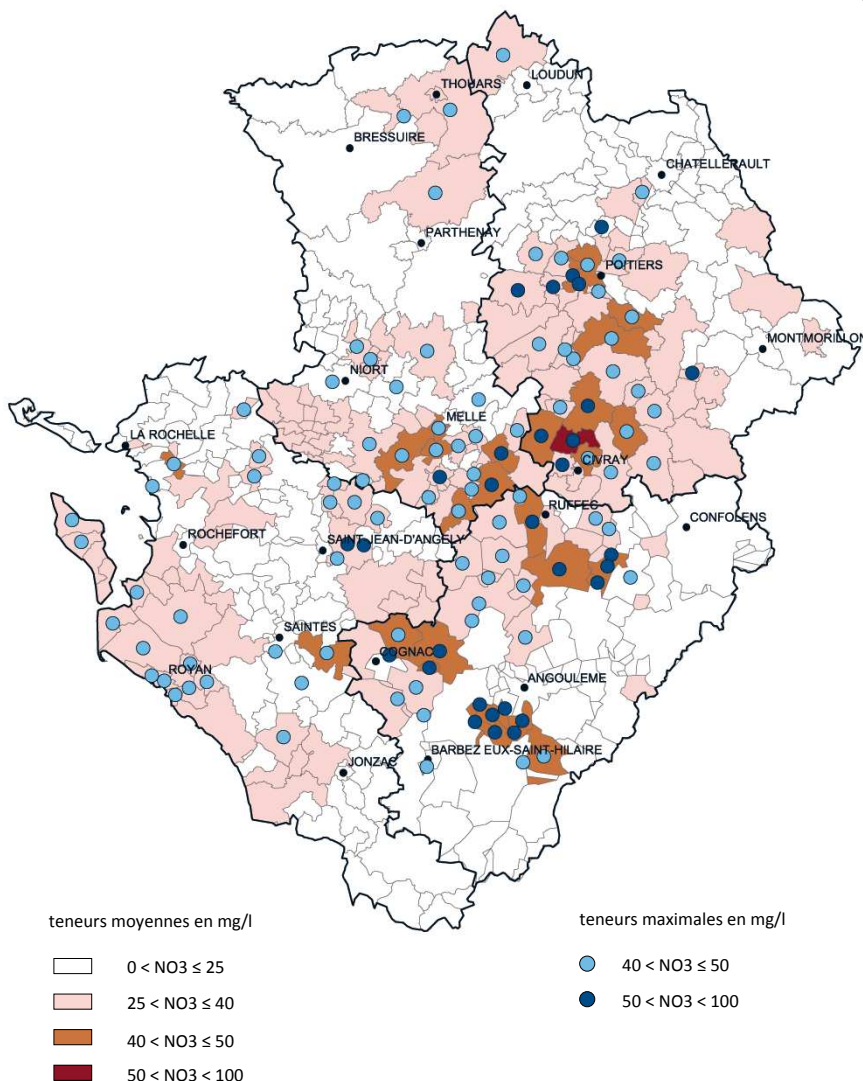 THOUARS
LOUDUN
BRESSUIRE
CHATELLERAULT
PARTHENAY
POITIERS
MONTMORILLON
NIORT
MELLE
LA ROCHELLE
CIVRAY
RUFFEC
CONFOLENS
ROCHEFORT
SAINT-JEAN-D'ANGELY
SAINTES
COGNAC
ROYAN
ANGOULEME
BARBEZ EUX-SAINT-HILAIRE
JONZAC
teneurs moyennes en mg/l
0 < NO3 ≤ 25
25 < NO3 ≤ 40
40 < NO3 ≤ 50
50 < NO3 < 100
teneurs maximales en mg/l
40 < NO3 ≤ 50
50 < NO3 < 100